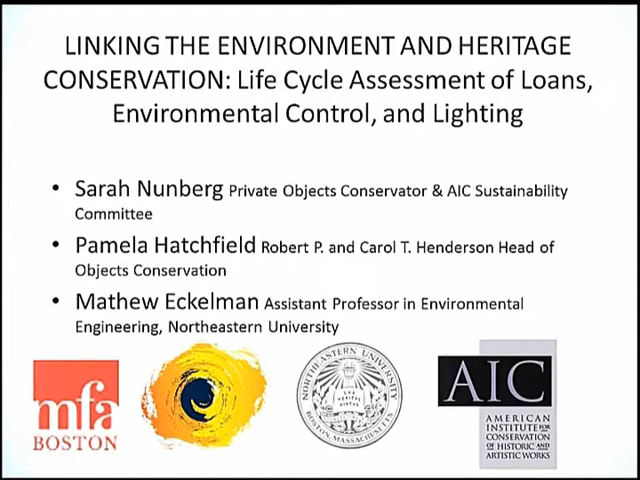 LINKING THE ENVIRONMENT AND HERITAGE
CONSERVATION: Life Cycle Assessment of Loans,
Environmental Control, and Lighting
• Sarah Nunberg Private Objects Conservator & AIC Sustainability
Committee
• Pamela Hatchfield Robert P. and Carol T. Henderson Head of
Objects Conservation
• Mathew Eckelman Assistant Professor in Environmental
Engineering, Northeastern University
mfa
BOSTON
NORTHEASTERN UNIVERSITY
BOSTON, MASSACHUSETTS
AIC
AMERICAN
INSTITUTE FOR
CONSERVATION
OF HISTORIC AND
ARTISTIC WORKS